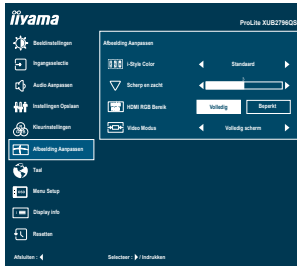 iiyama
ProLite XUB2796QS
Beeldinstellingen
Ingangsselectie
Audio Aanpassen
Instellingen Opslaan
Kleurinstellingen
Afbeelding Aanpassen
Taal
Menu Setup
Display info
Resetten
Afbeelding Aanpassen
i-Style Color
Standaard
Scherp en zacht
HDMI RGB Bereik
Volledig
Beperkt
Video Modus
Volledig scherm
Afsluiten :
Selecteer : / Indrukken